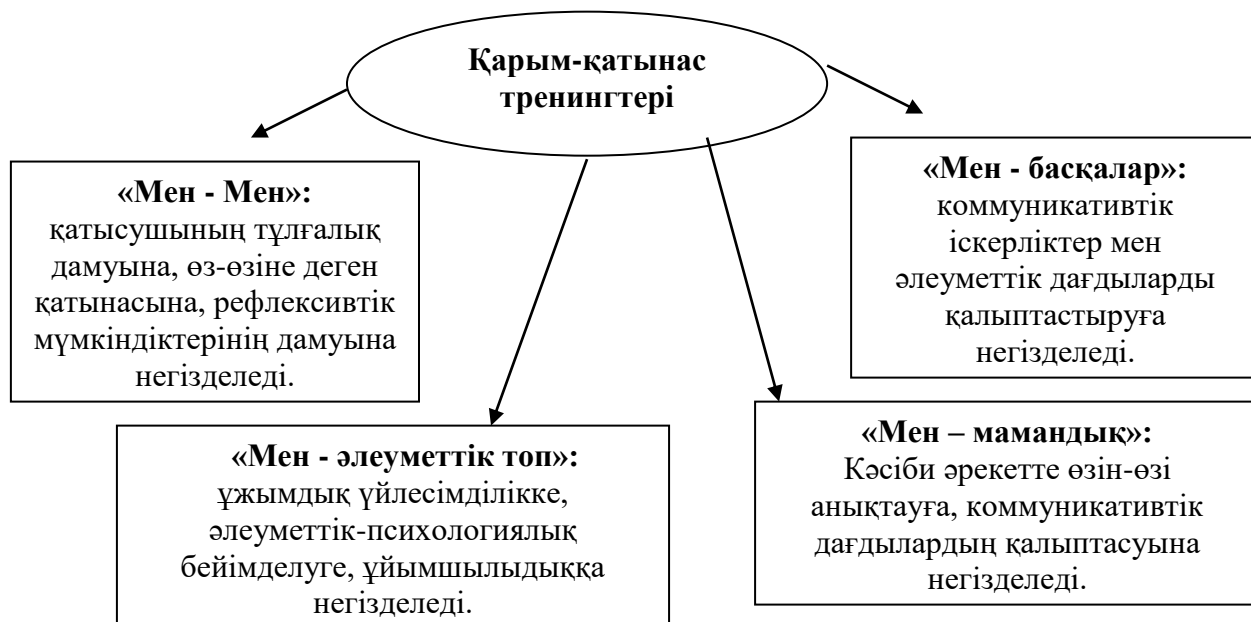 Қарым-қатынас
тренингтері
«Мен - Мен»:
қатысушының тұлғалық
дамуына, өз-өзіне деген
қатынасына, рефлексивтік
мүмкіндіктерінің дамуына
негізделеді.
«Мен - басқалар»:
коммуникативтік
іскерліктер мен
әлеуметтік дағдыларды
қалыптастыруға
негізделеді.
«Мен - әлеуметтік топ»:
ұжымдық үйлесімділікке,
әлеуметтік-психологиялық
бейімделуге, ұйымшылыдыққа
негізделеді.
«Мен – мамандық»:
Кәсіби әрекетте өзін-өзі
анықтауға, коммуникативтік
дағдылардың қалыптасуына
негізделеді.